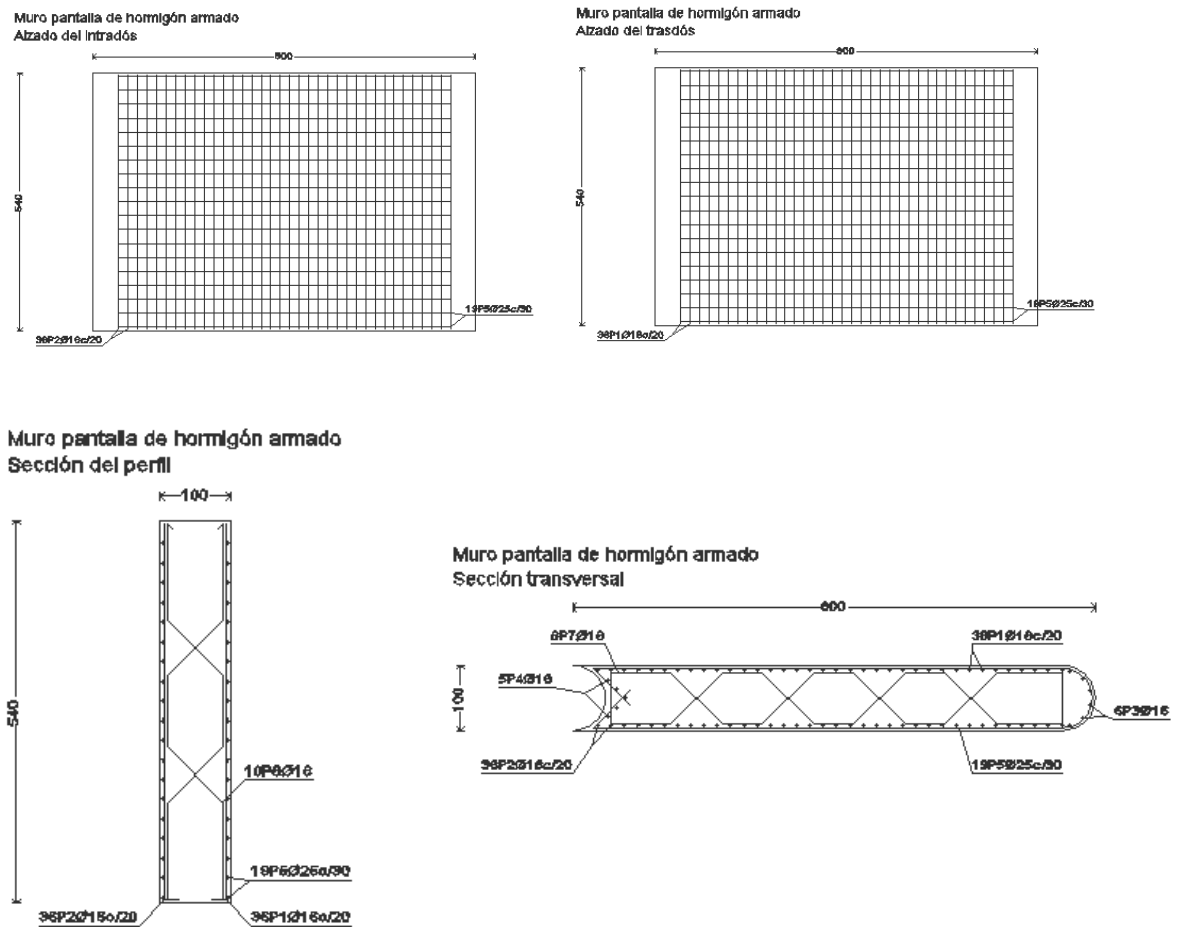 Muro pantalla de hormigón armado
Alzado del intradós
800
540
19P5Ø25c/30
36P2Ø16c/20
Muro pantalla de hormigón armado
Alzado del trasdós
800
540
19P5Ø25c/30
36P1Ø16c/20
Muro pantalla de hormigón armado
Sección del perfil
100
540
10P6Ø16
19P5Ø25c/30
36P2Ø16c/20
36P1Ø16c/20
Muro pantalla de hormigón armado
Sección transversal
800
6P7Ø16
36P1Ø16c/20
5P4Ø16
100
6P3Ø16
36P2Ø16c/20
19P5Ø25c/30